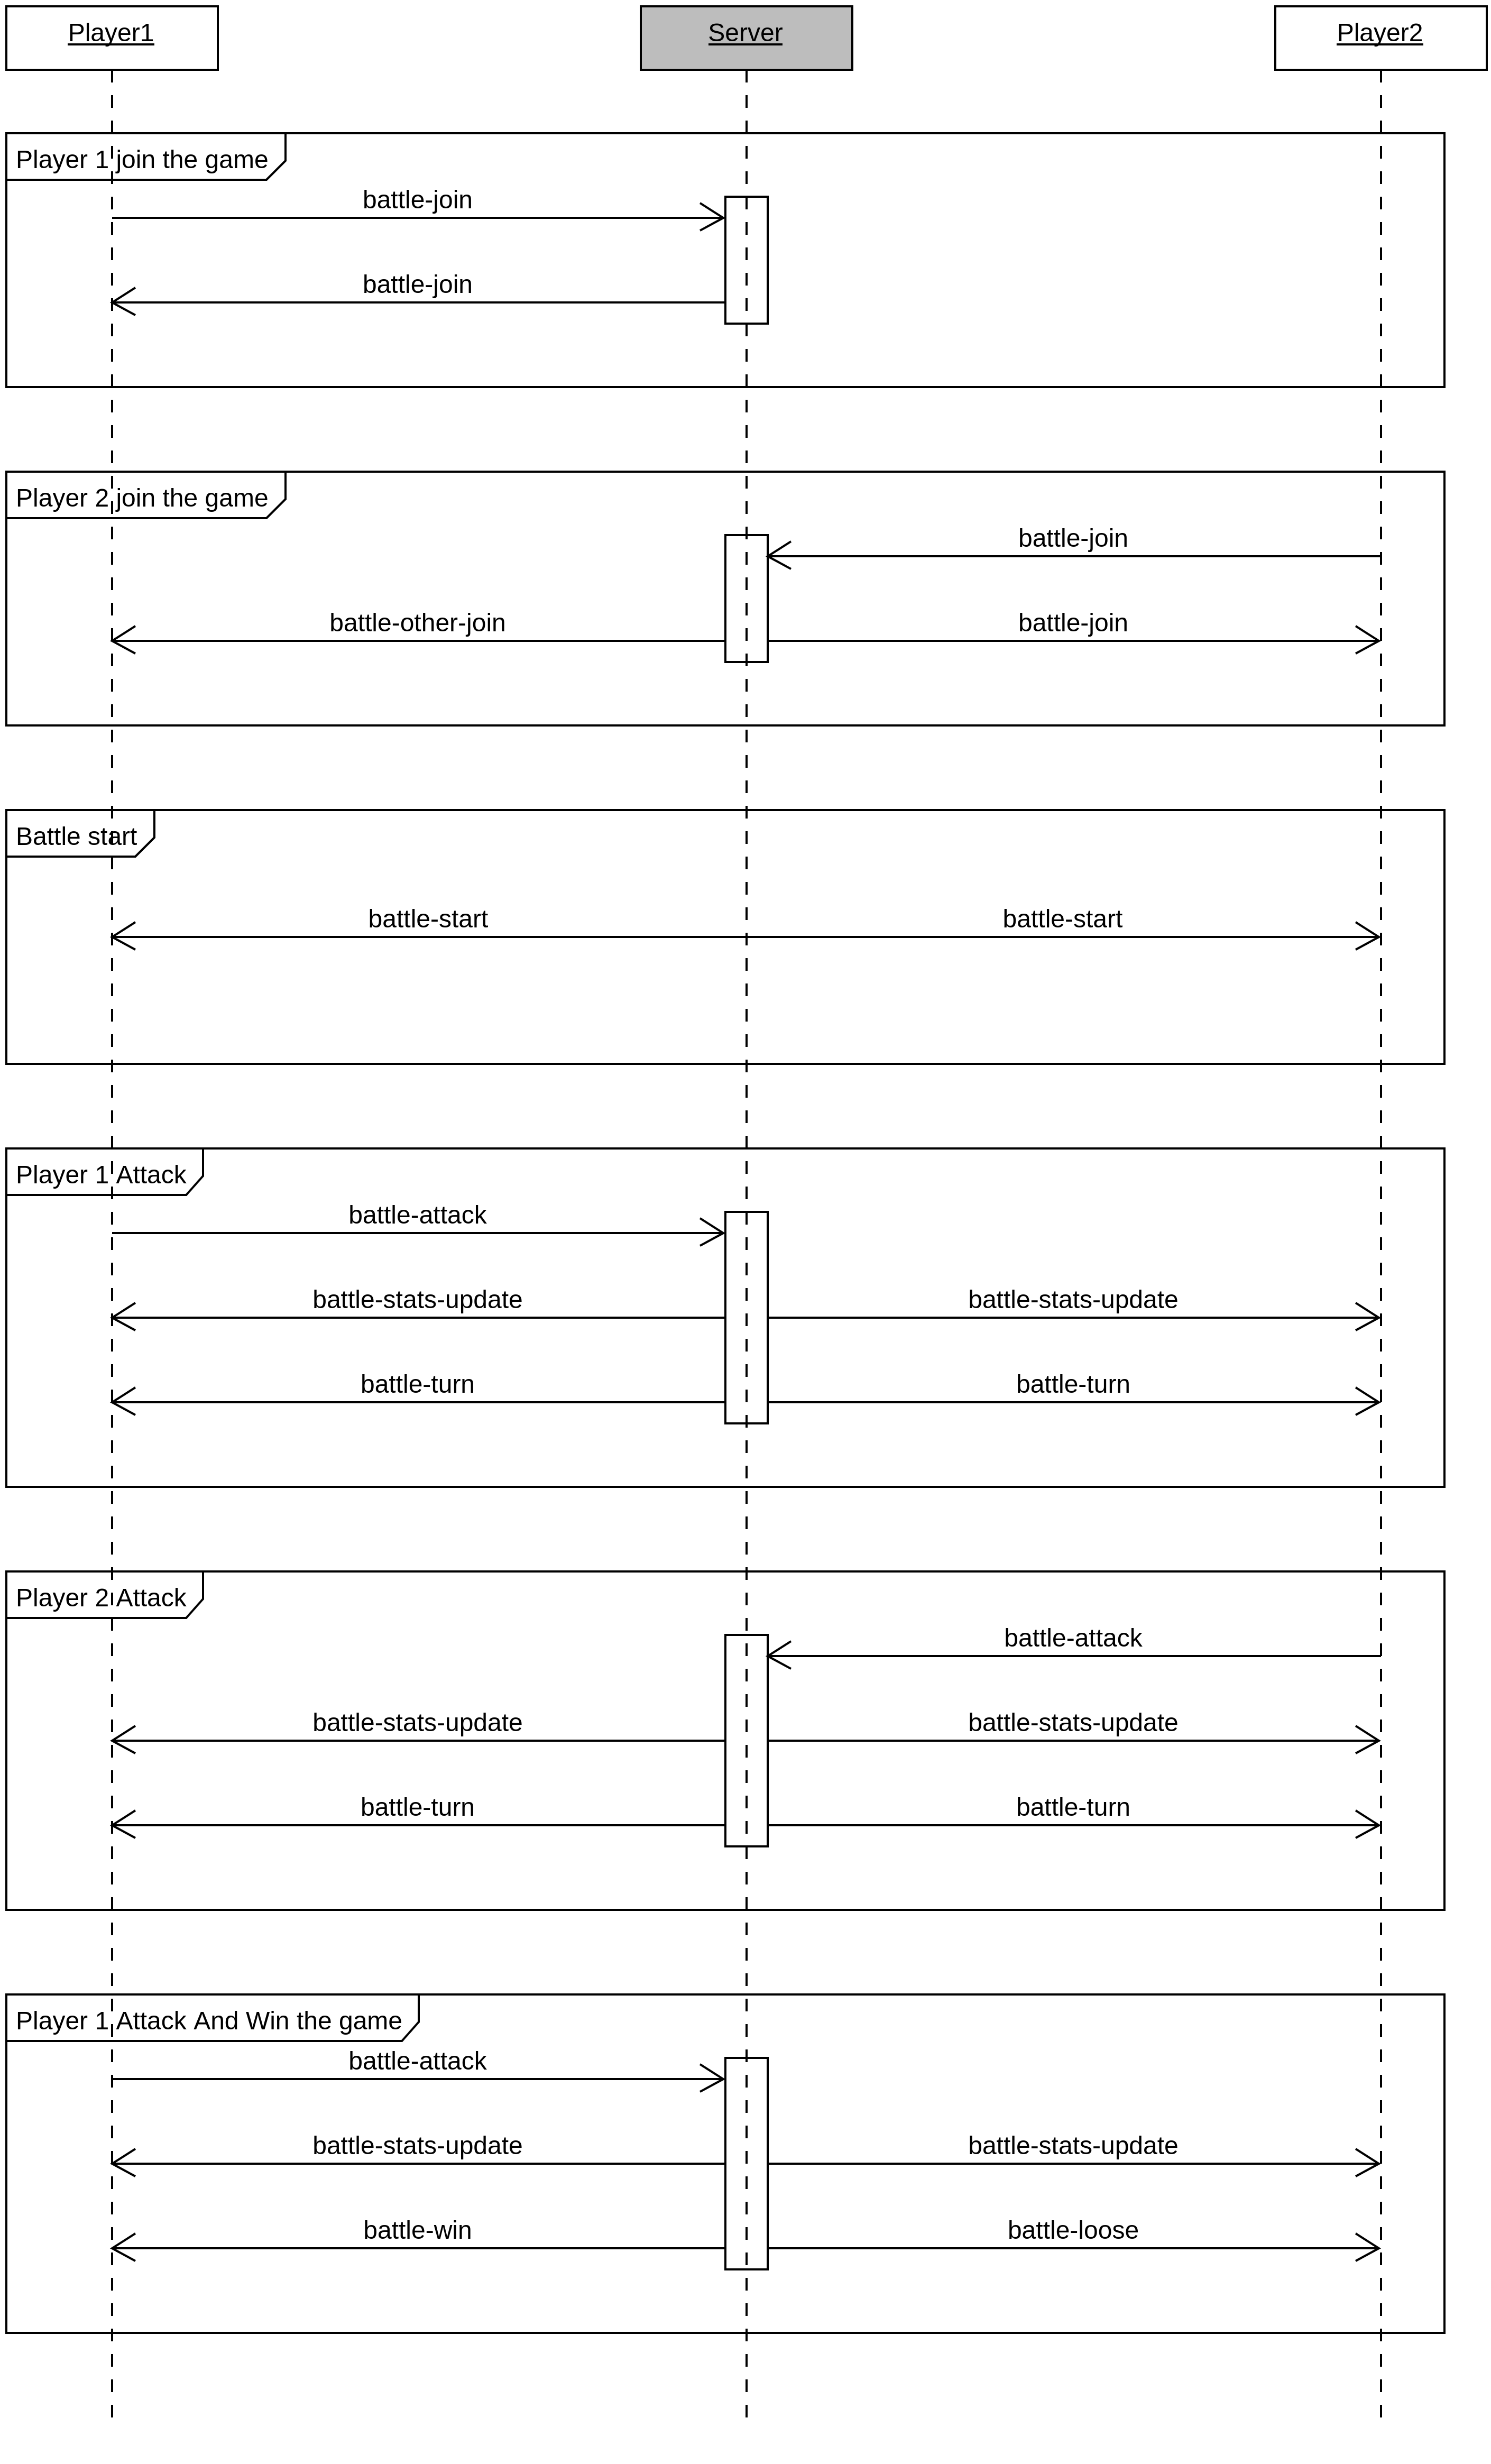 Player1
Server
Player2
Player 1 join the game
battle-join
battle-join
Player 2 join the game
battle-join
battle-other-join
battle-join
Battle start
battle-start
battle-start
Player 1 Attack
battle-attack
battle-stats-update
battle-stats-update
battle-turn
battle-turn
Player 2 Attack
battle-attack
battle-stats-update
battle-stats-update
battle-turn
battle-turn
Player 1 Attack And Win the game
battle-attack
battle-stats-update
battle-stats-update
battle-win
battle-loose